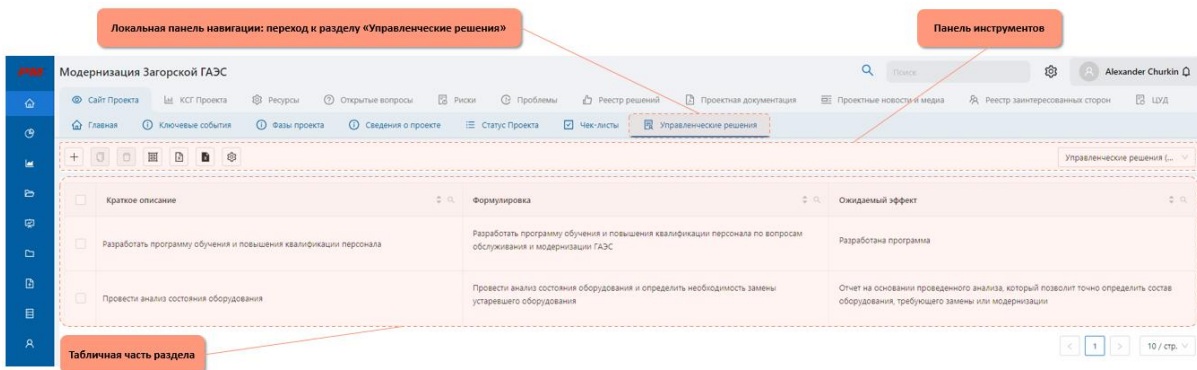 Локальная панель навигации: переход к разделу «Управленческие решения»
Панель инструментов
Модернизация Загорской ГАЭС
Поиск
Alexander Churkin
Сайт Проекта
КСГ Проекта
Ресурсы
Открытые вопросы
Риски
Проблемы
Реестр решений
Проектная документация
Проектные новости и медиа
Реестр заинтересованных сторон
ЦУД
Главная
Ключевые события
Фазы проекта
Сведения о проекте
Статус Проекта
Чек-листы
Управленческие решения
Управленческие решения (...
Краткое описание
Формулировка
Ожидаемый эффект
Разработать программу обучения и повышения квалификации персонала
Разработать программу обучения и повышения квалификации персонала по вопросам
обслуживания и модернизации ГАЭС
Разработана программа
Провести анализ состояния оборудования
Провести анализ состояния оборудования и определить необходимость замены
устаревшего оборудования
Отчет на основании проведенного анализа, который позволит точно определить состав
оборудования, требующего замены или модернизации
Табличная часть раздела
1
10 / стр.